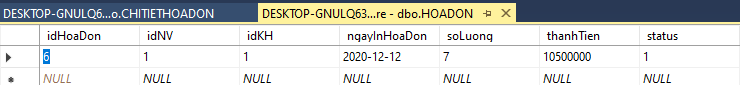 DESKTOP-GNULQ6...o.CHITIETHOADON DESKTOP-GNULQ63...re - dbo.HOADON
idHoaDon idNV idKH ngayInHoaDon soLuong thanhTien status
6 1 1 2020-12-12 7 10500000 1
NULL NULL NULL NULL NULL NULL NULL